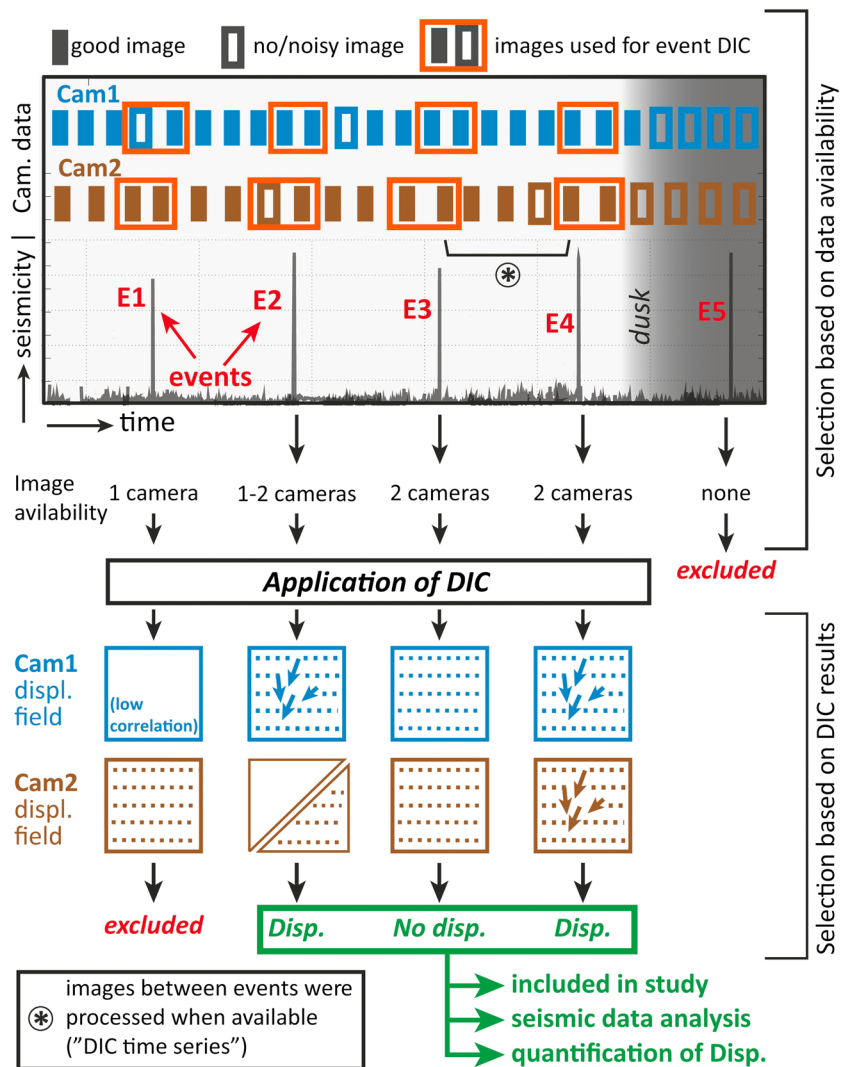 good image
no/noisy image
images used for event DIC
Cam1
Cam2
Cam. data
seismicity |
E1
E2
E3
E4
E5
*
events
dusk
time
Selection based on data aviailability
Image
avilability
1 camera
1-2 cameras
2 cameras
2 cameras
none
excluded
Application of DIC
Cam1
displ.
field
(low
correlation)
Cam2
displ.
field
Selection based on DIC results
excluded
Disp.
No disp.
Disp.
included in study
seismic data analysis
quantification of Disp.
images between events were
* processed when available
("DIC time series")